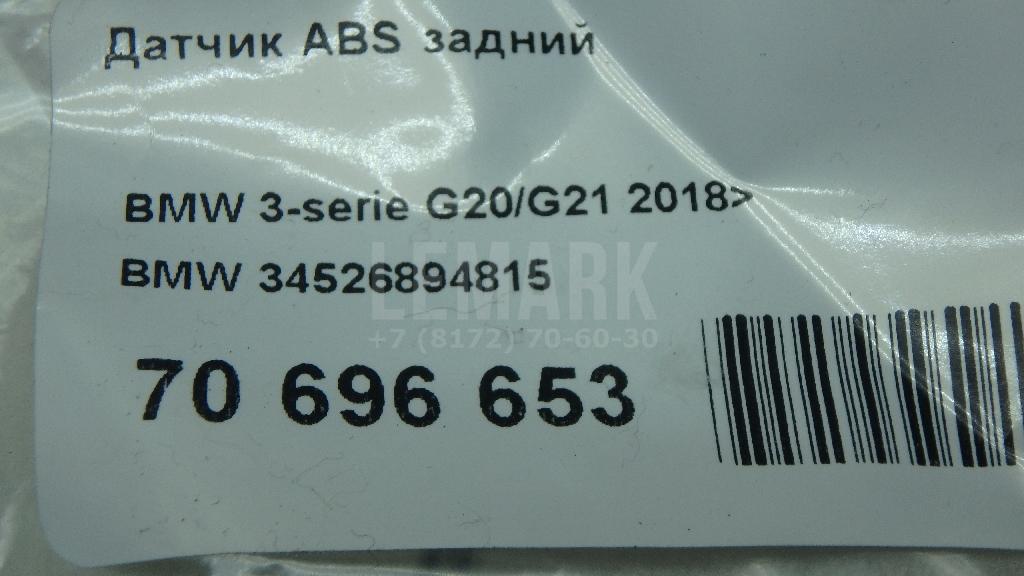 Датчик ABS задний
BMW 3-serie G20/G21 2018>
BMW 34526894815
LEMARK
+7 (8172) 70-60-30
70 696 653